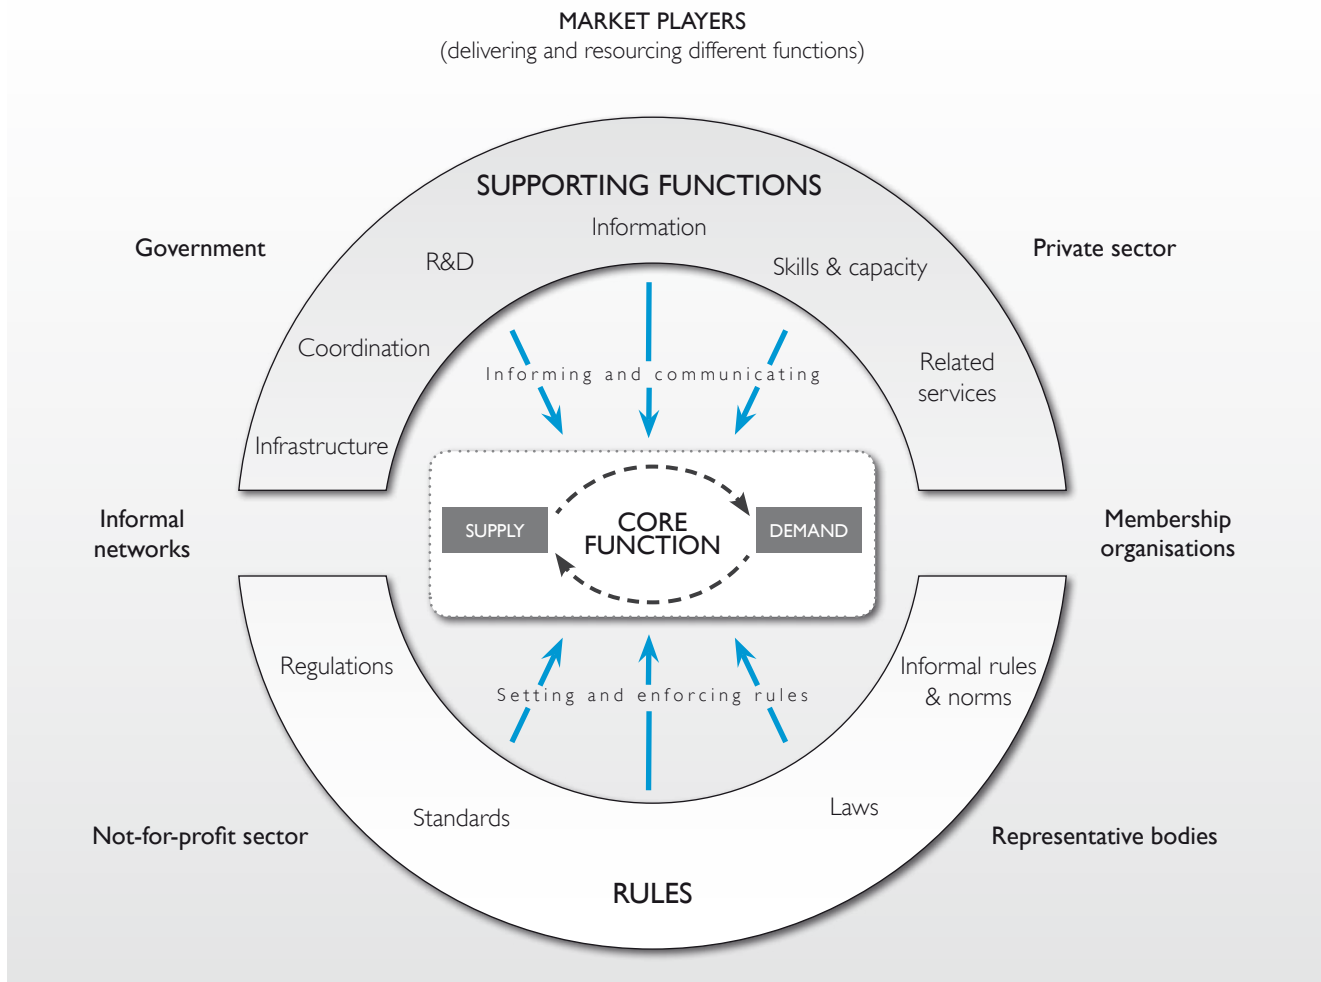 MARKET PLAYERS
(delivering and resourcing different functions)
SUPPORTING FUNCTIONS
Information
Government
Private sector
R&D
Skills & capacity
Coordination
Related
services
Informing and communicating
Infrastructure
Informal
networks
SUPPLY
CORE
FUNCTION
DEMAND
Membership
organisations
Regulations
Informal rules
& norms
Setting and enforcing rules
Standards
Laws
Not-for-profit sector
Representative bodies
RULES